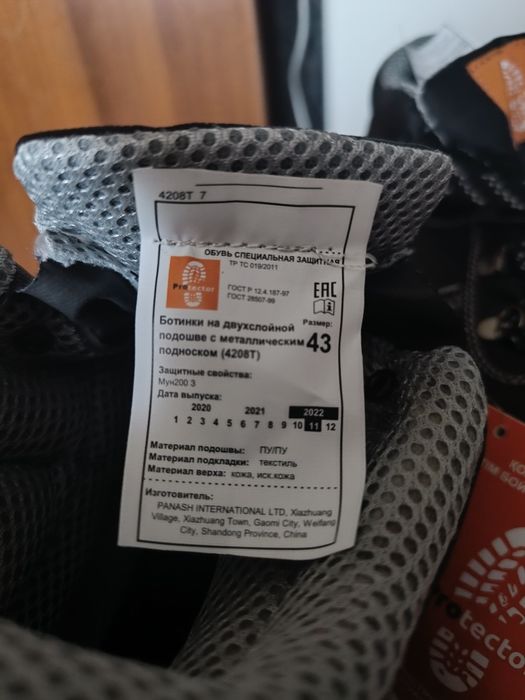 4208Т 7
ОБУВЬ СПЕЦИАЛЬНАЯ ЗАЩИТНАЯ
ТР ТС 019/2011
Protector
ГОСТ Р 12.4.187-97
ГОСТ 28507-99
EAC
Ботинки на двухслойной
подошве с металлическим
подноском (4208Т)
Размер:
43
Защитные свойства:
Мун200 З
Дата выпуска:
2020 2021 2022
1 2 3 4 5 6 7 8 9 10 11 12
Материал подошвы: ПУ/ПУ
Материал подкладки: текстиль
Материал верха: кожа, иск.кожа
Изготовитель:
PANASH INTERNATIONAL LTD, Xiazhuang
Village, Xiazhuang Town, Gaomi City, Weifang
City, Shandong Province, China
Protector